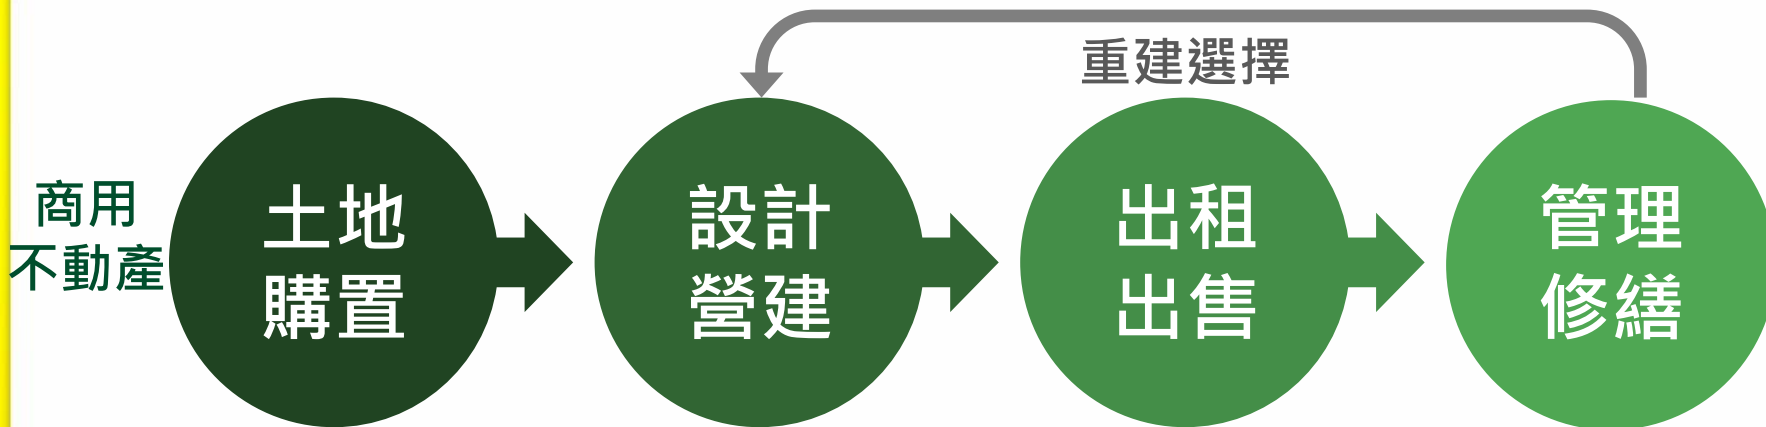 重建選擇
商用
不動產
土地
購置
設計
營建
出租
出售
管理
修繕